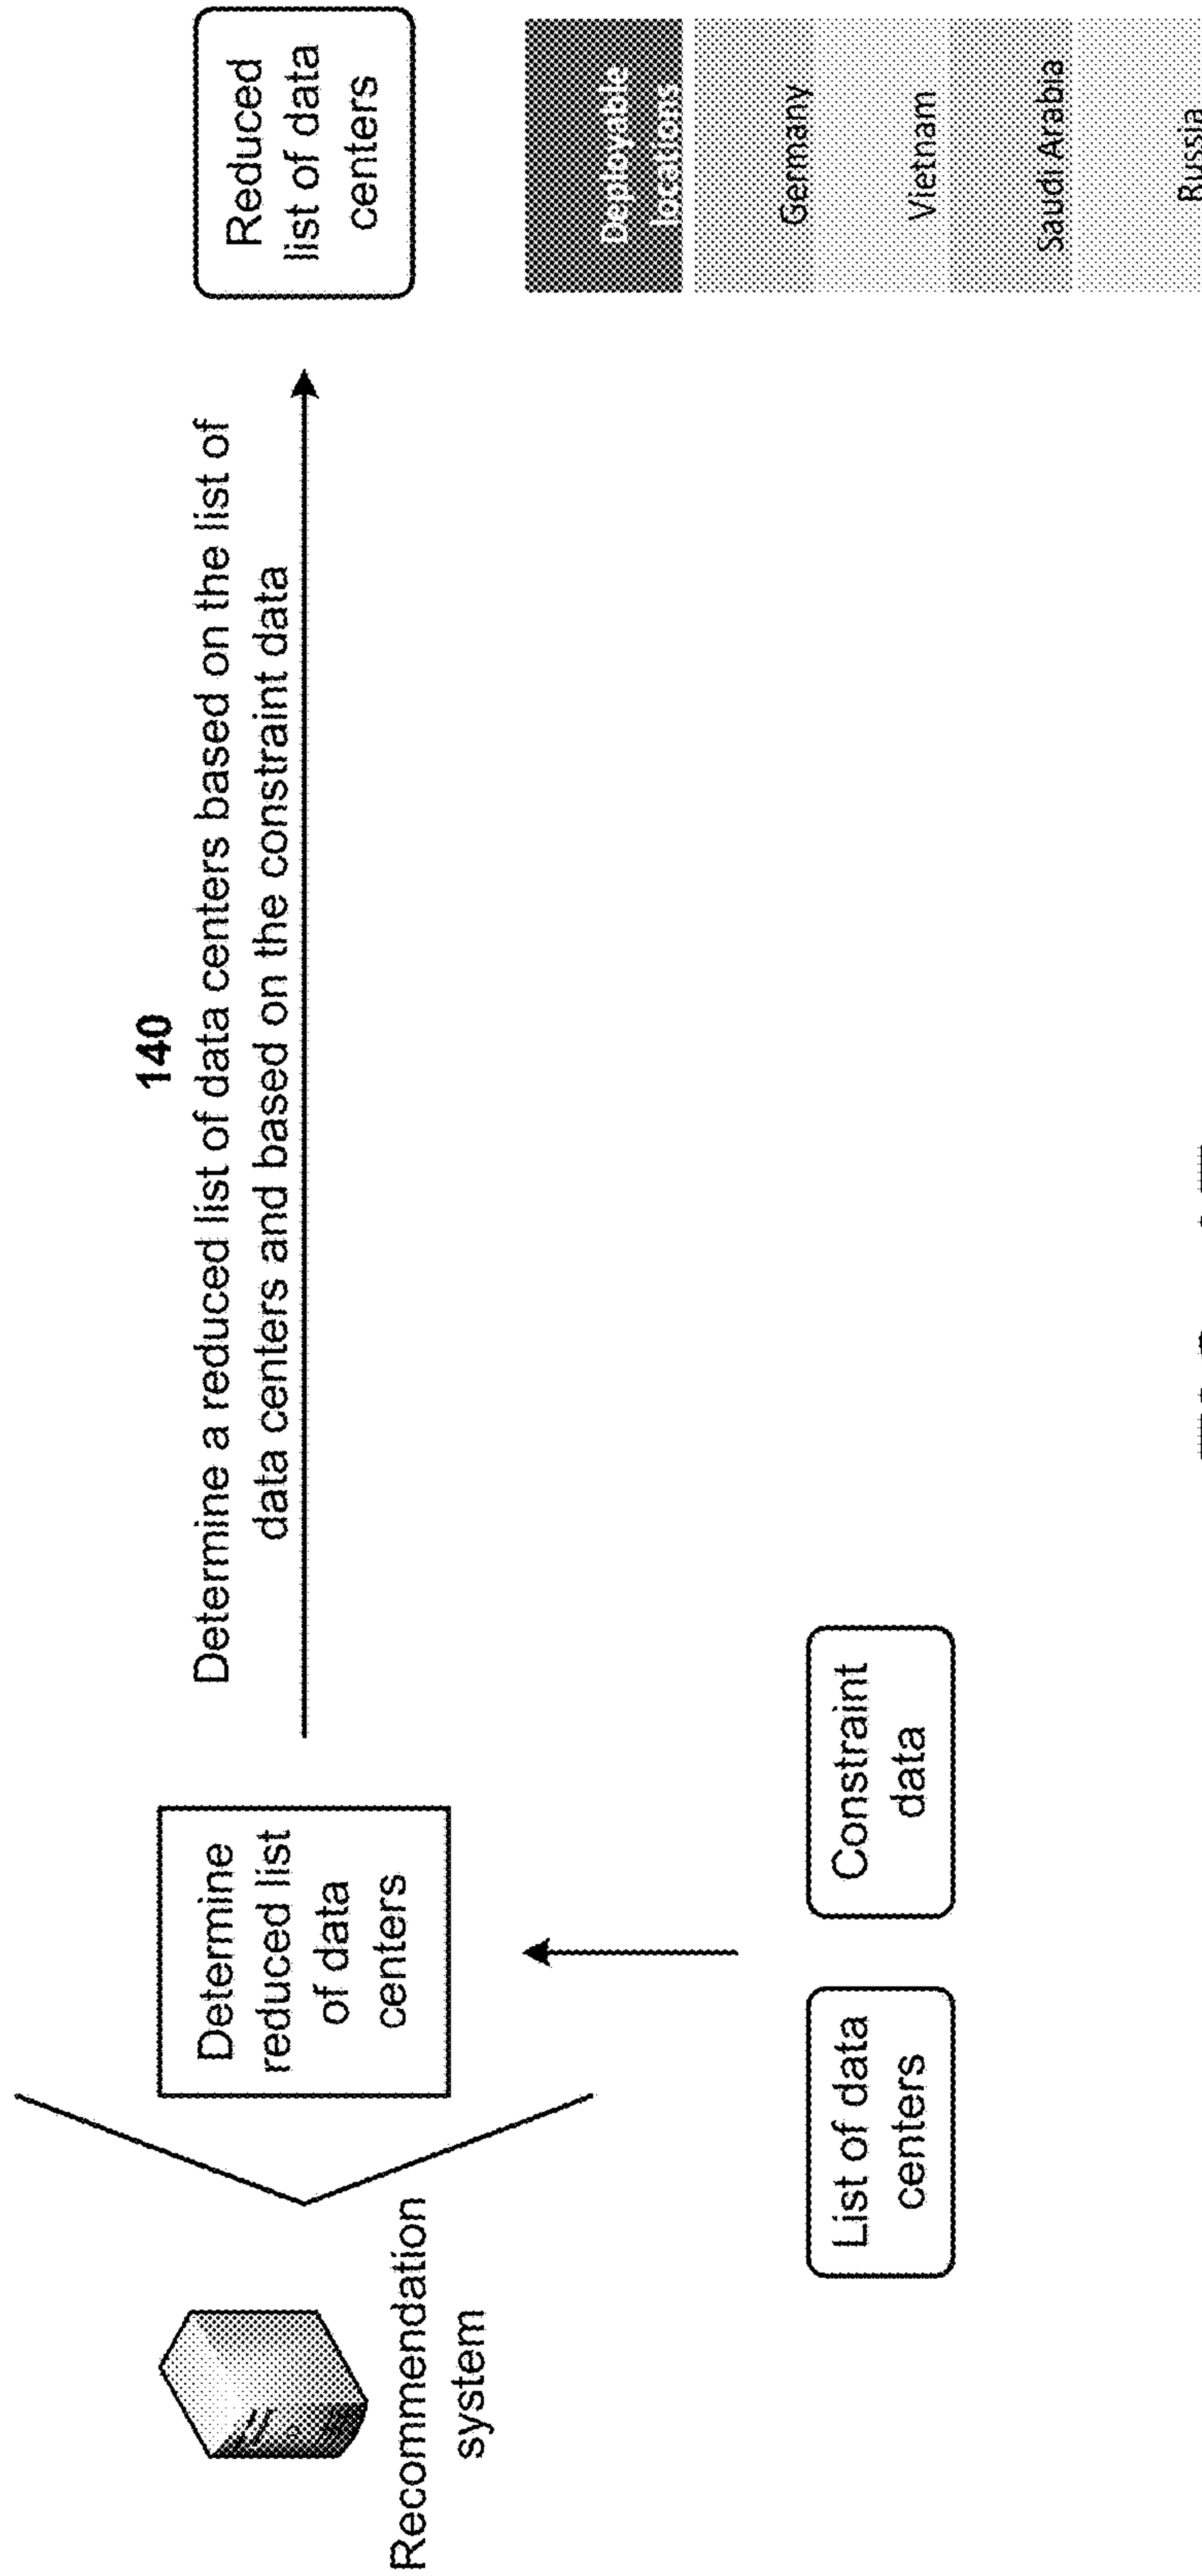 140
Determine a reduced list of data centers based on the list of
data centers and based on the constraint data
Recommendation
system
Determine
reduced list
of data
centers
Reduced
list of data
centers
List of data
centers
Constraint
data
Deployable
locations
Germany
Vietnam
Saudi Arabia
Russia